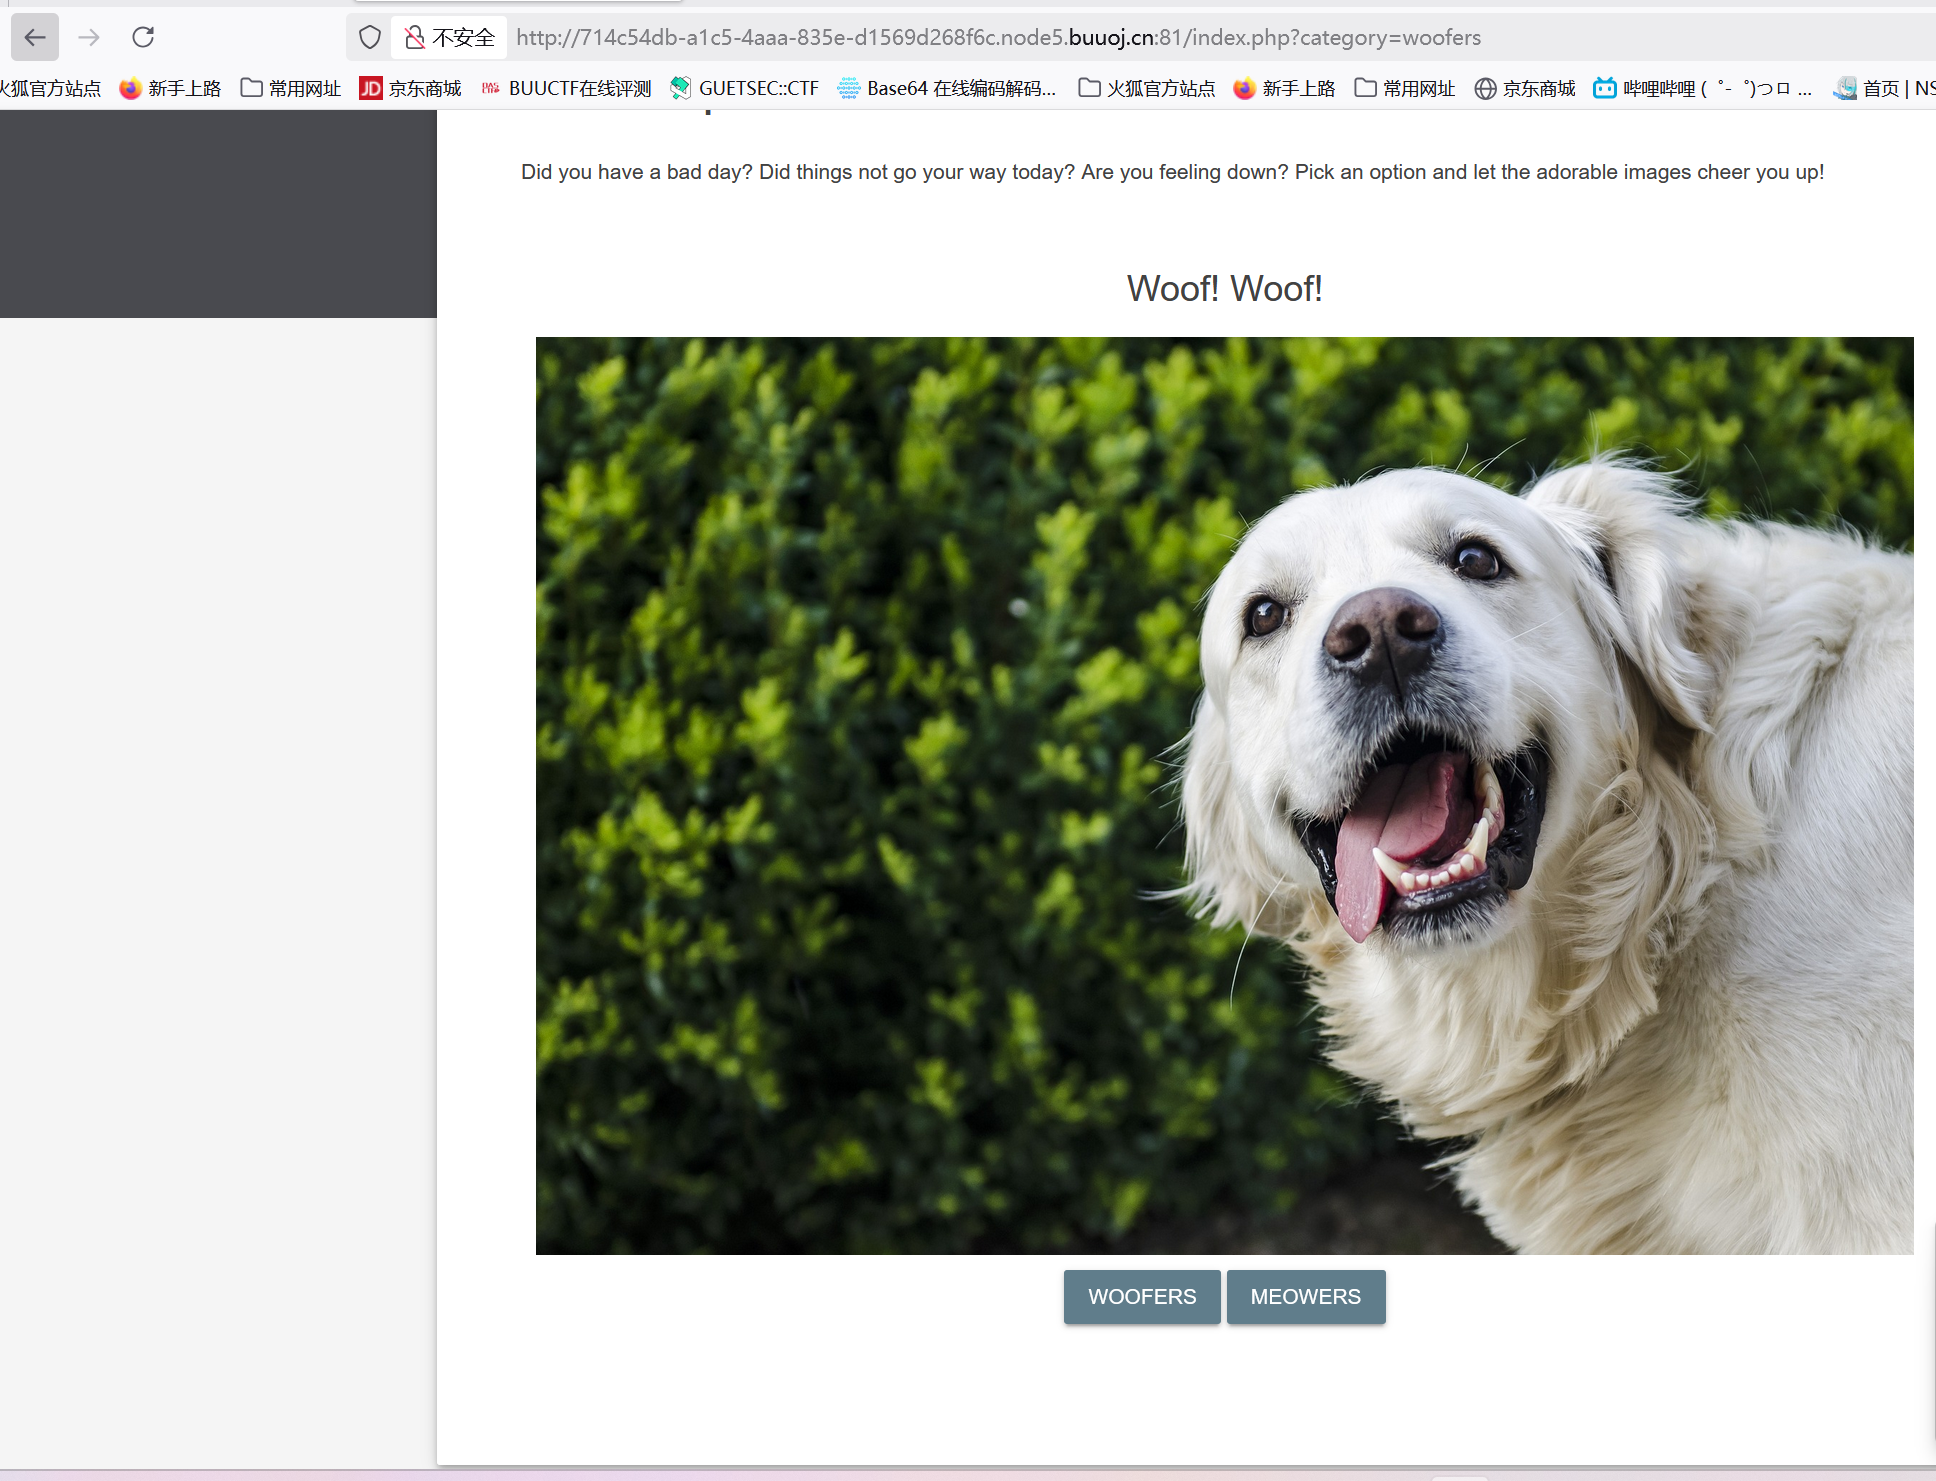 不安全 http://714c54db-a1c5-4aaa-835e-d1569d268f6c.node5.buuoj.cn:81/index.php?category=woofers
火狐官方站点 新手上路 常用网址 JD 京东商城 BUUCTF在线评测 GUETSEC::CTF Base64 在线编码解码... 火狐官方站点 新手上路 常用网址 京东商城 哔哩哔哩 (゜-゜)つロ ... 首页 | NS
Did you have a bad day? Did things not go your way today? Are you feeling down? Pick an option and let the adorable images cheer you up!
Woof! Woof!
WOOFERS MEOWERS